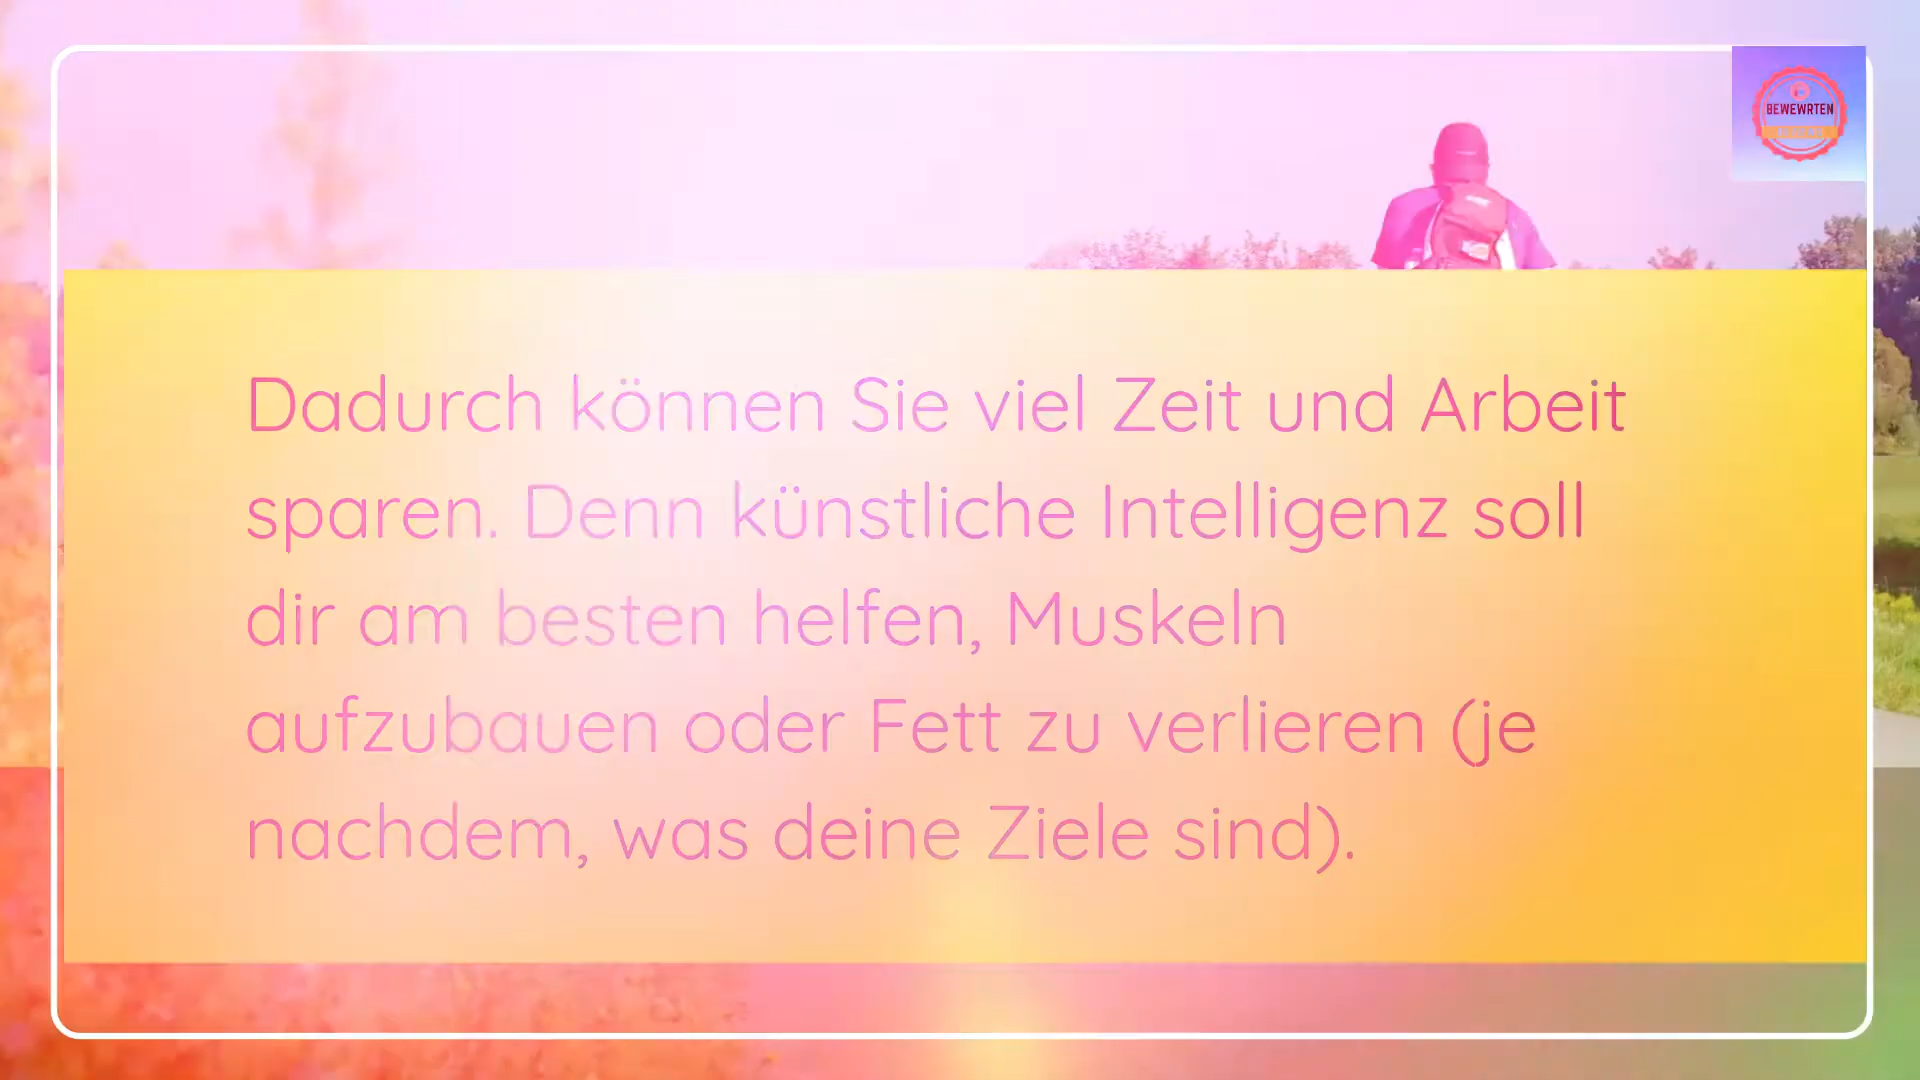 BEWEWRTEN
Dadurch können Sie viel Zeit und Arbeit
sparen. Denn künstliche Intelligenz soll
dir am besten helfen, Muskeln
aufzubauen oder Fett zu verlieren (je
nachdem, was deine Ziele sind).